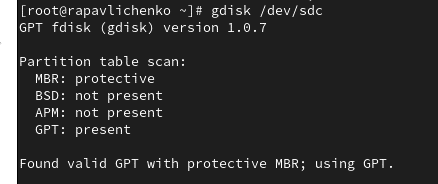 [root@rapavlichenko ~]# gdisk /dev/sdc
GPT fdisk (gdisk) version 1.0.7
Partition table scan:
MBR: protective
BSD: not present
APM: not present
GPT: present
Found valid GPT with protective MBR; using GPT.